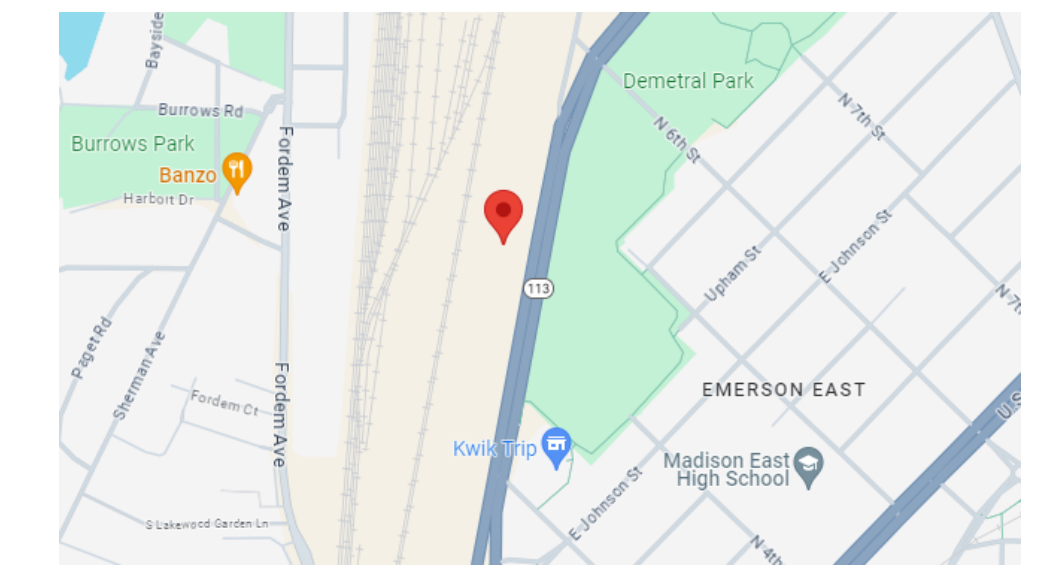 Bayside
Demetral Park
Burrows Rd
N 7th St
Burrows Park
N 6th St
Fordem Ave
Banzo
Harbort Dr
E Johnson St
Upham St
113
N 7t
Paget Rd
Sherman Ave
Fordem Ave
EMERSON EAST
Fordem Ct
U.S
Kwik Trip
Madison East
High School
E Johnson St
S Lakewood Garden Ln
N 4th